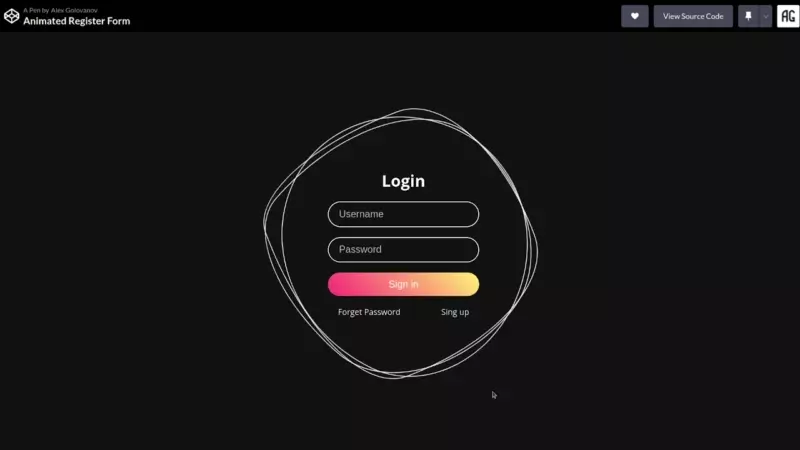 A Pen by Alex Golovanov
Animated Register Form
View Source Code
AG
Login
Username
Password
Sign in
Forget Password Sing up